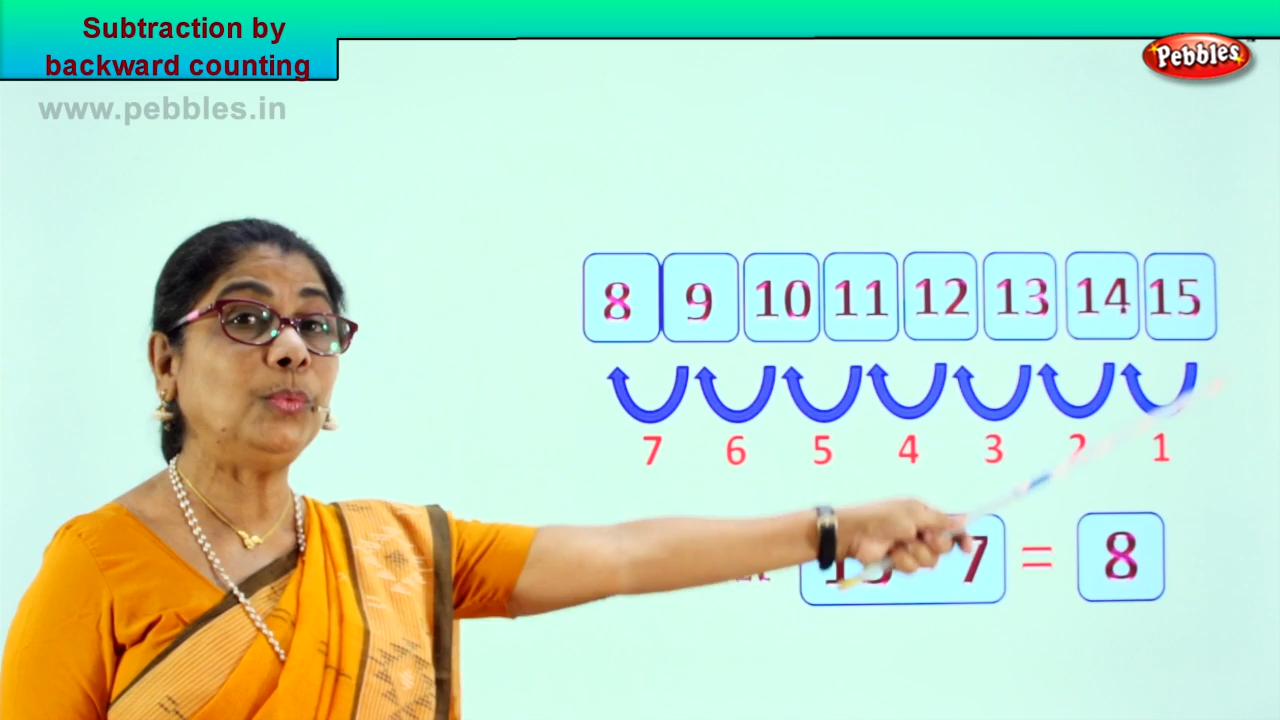 Subtraction by
backward counting
www.pebbles.in
Pebbles
8 9 10 11 12 13 14 15
7 6 5 4 3 2 1
7 = 8